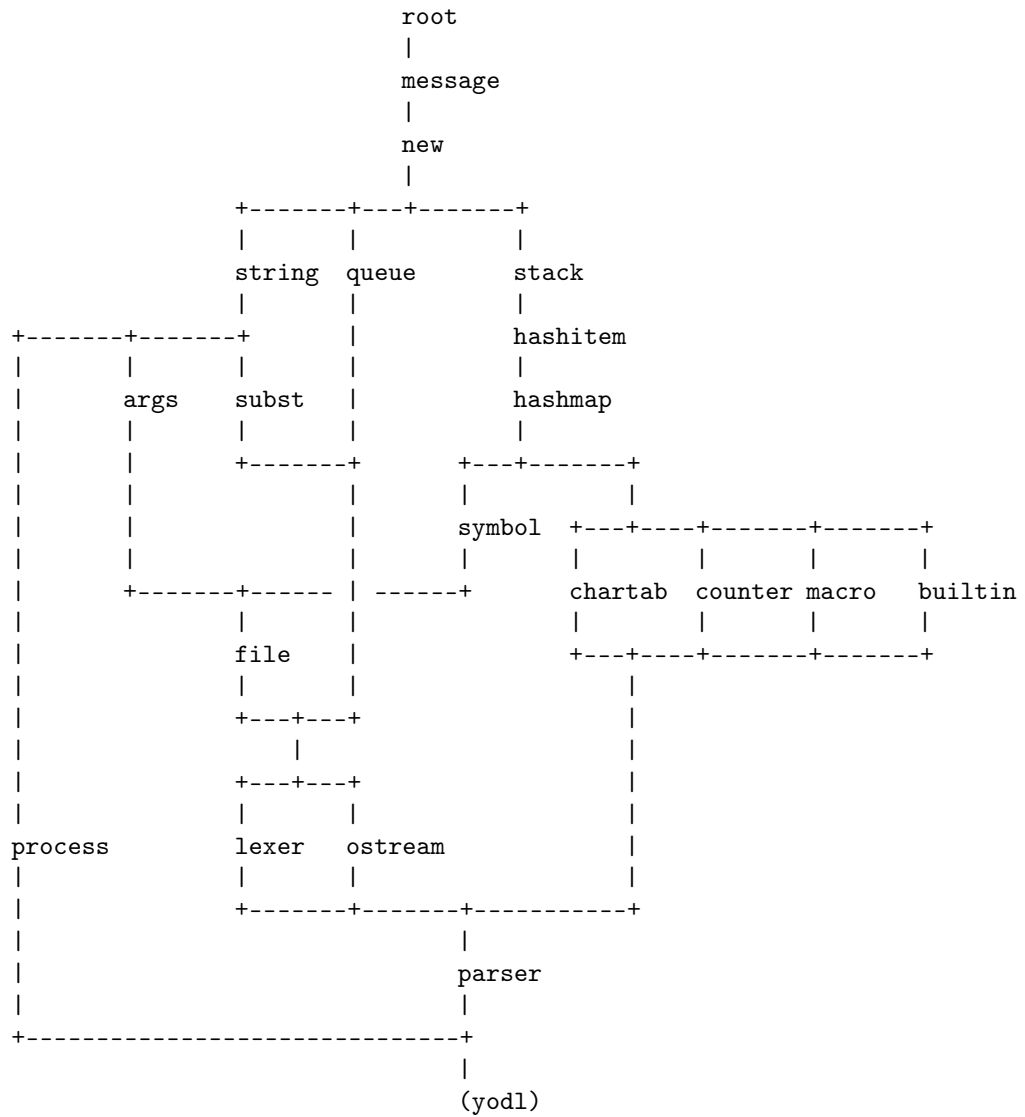 root
message
new
string queue stack
hashitem
args subst hashmap
symbol
chartab counter macro builtin
file
process lexer ostream
parser
(yodl)